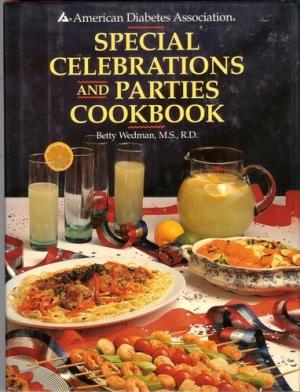 American Diabetes Association®
SPECIAL
CELEBRATIONS
AND PARTIES
COOKBOOK
Betty Wedman, M.S., R.D.